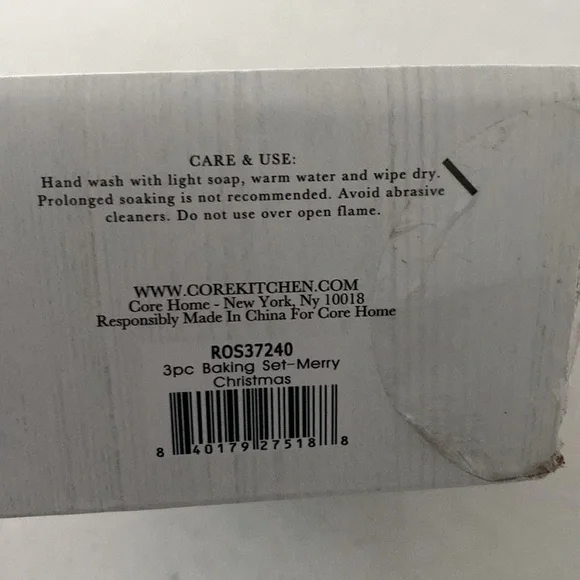 CARE & USE:
Hand wash with light soap, warm water and wipe dry.
Prolonged soaking is not recommended. Avoid abrasive
cleaners. Do not use over open flame.
WWW.COREKITCHEN.COM
Core Home - New York, Ny 10018
Responsibly Made In China For Core Home
ROS37240
3pc Baking Set-Merry
Christmas
8 40179 27518 8